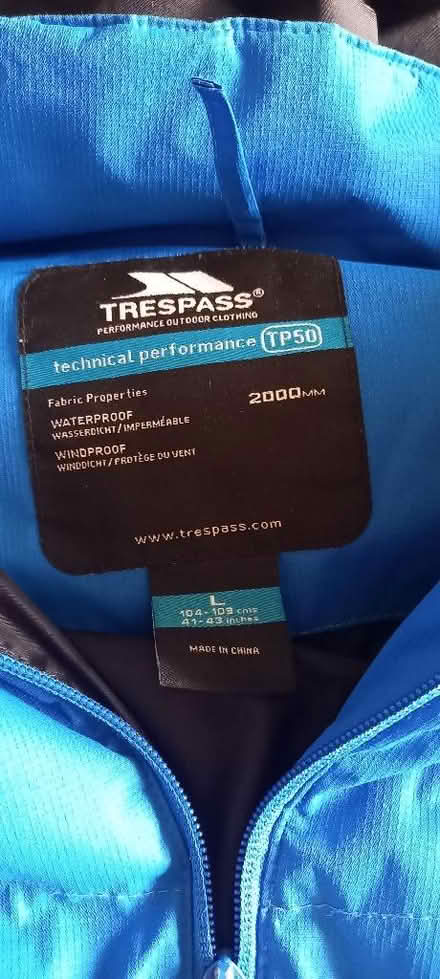 TRESPASS®
PERFORMANCE OUTDOOR CLOTHING
technical performance TP50
Fabric Properties
WATERPROOF 2000MM
WASSERDICHT/IMPERMÉABLE
WINDPROOF
WINDDICHT/PROTÈGE DU VENT
www.trespass.com
L
104-109 cms
41-43 inches
MADE IN CHINA